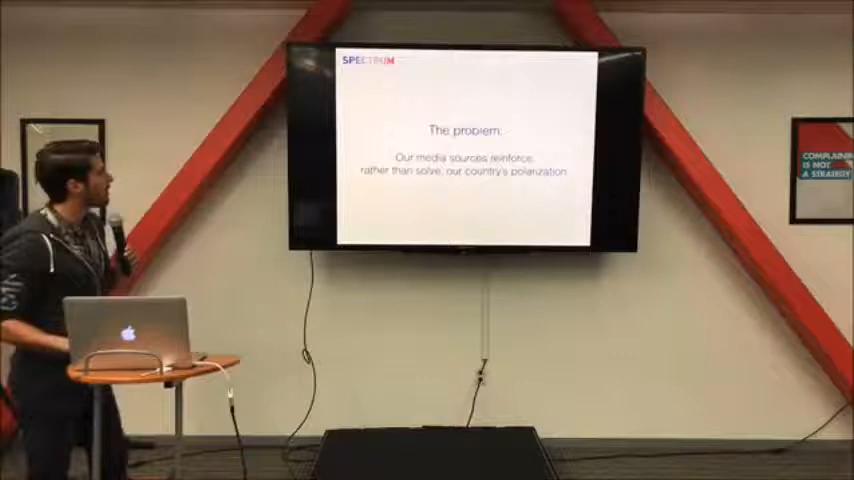 SPECTRUM
The problem:
Our media sources reinforce,
rather than solve, our country's polarization
COMPLAINING
IS NOT
A STRATEGY